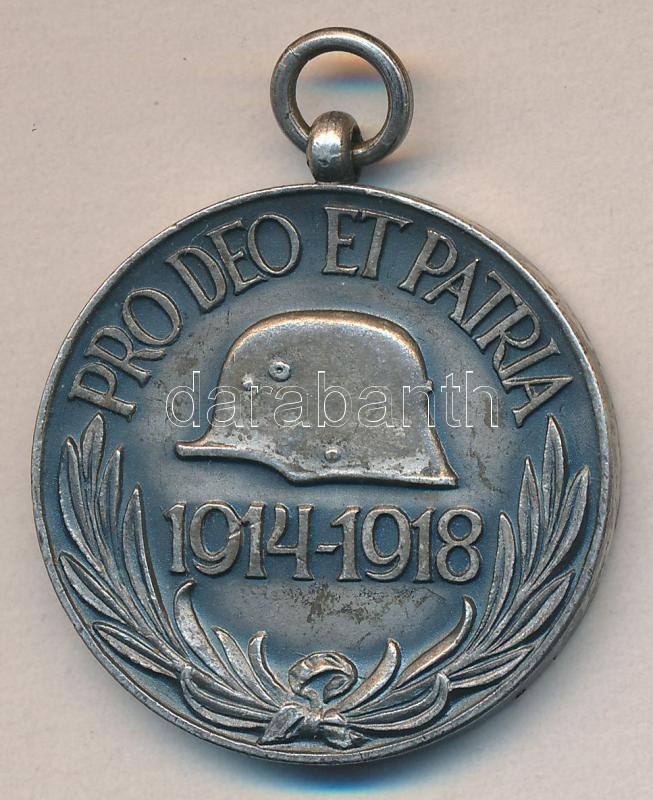 PRO DEO ET PATRIA
darabanth
1914-1918